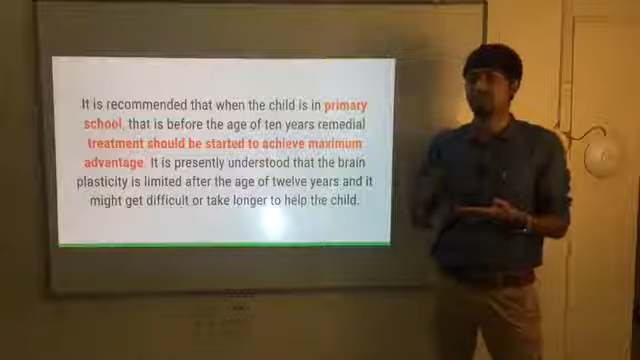 It is recommended that when the child is in primary
school, that is before the age of ten years remedial
treatment should be started to achieve maximum
advantage. It is presently understood that the brain
plasticity is limited after the age of twelve years and it
might get difficult or take longer to help the child.